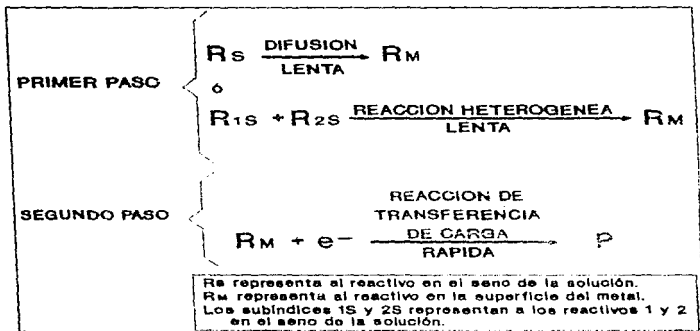 Rs DIFUSION LENTA RM
PRIMER PASO
ó
R1S + R2S REACCION HETEROGENEA LENTA RM
REACCION DE
TRANSFERENCIA
SEGUNDO PASO
DE CARGA
RM + e- RAPIDA P
Rs representa al reactivo en el seno de la solución.
RM representa al reactivo en la superficie del metal.
Los subíndices 1S y 2S representan a los reactivos 1 y 2
en el seno de la solución.